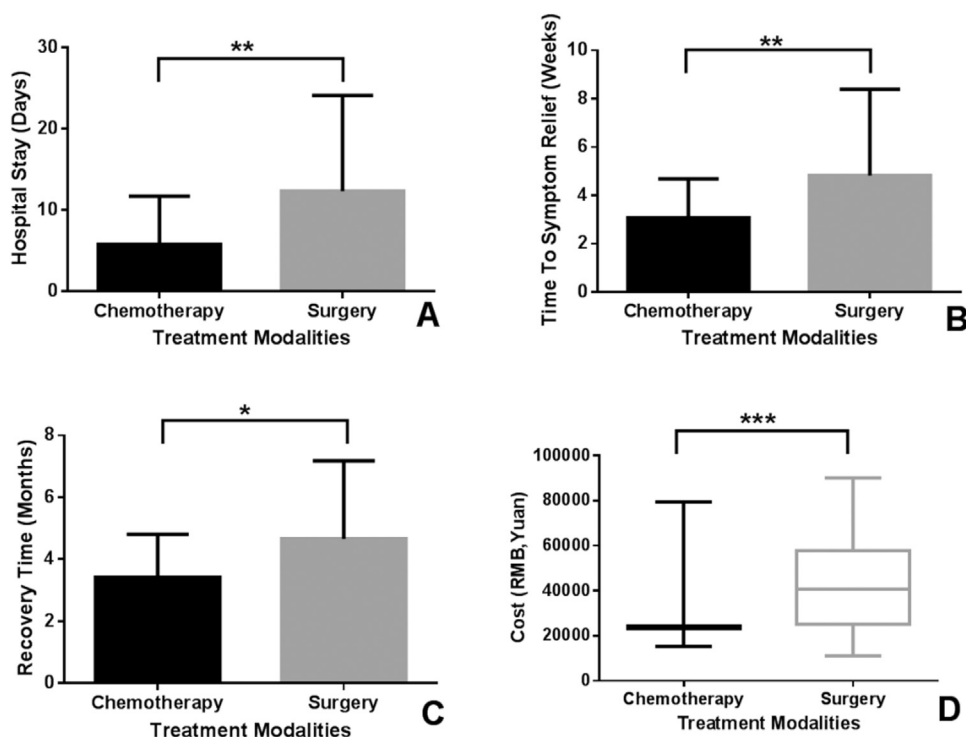 **
30
20
10
0
Hospital Stay (Days)
Chemotherapy Surgery
Treatment Modalities
A
**
10
8
6
4
2
0
Time To Symptom Relief (Weeks)
Chemotherapy Surgery
Treatment Modalities
B
*
8
6
4
2
0
Recovery Time (Months)
Chemotherapy Surgery
Treatment Modalities
C
***
100000
80000
60000
40000
20000
0
Cost (RMB,Yuan)
Chemotherapy Surgery
Treatment Modalities
D